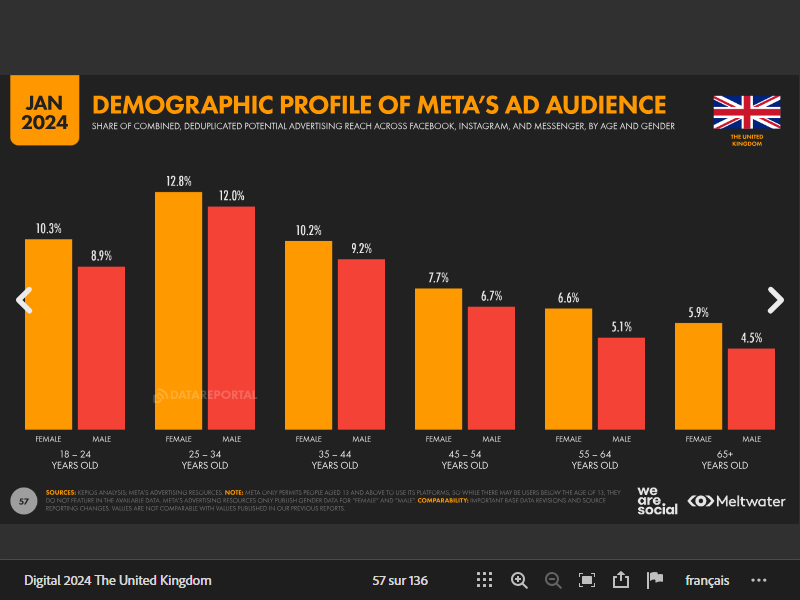 JAN
2024
DEMOGRAPHIC PROFILE OF META'S AD AUDIENCE
SHARE OF COMBINED, DEDUPLICATED POTENTIAL ADVERTISING REACH ACROSS FACEBOOK, INSTAGRAM, AND MESSENGER, BY AGE AND GENDER
THE UNITED
KINGDOM
10.3%
8.9%
12.8%
12.0%
10.2%
9.2%
7.7%
6.7%
6.6%
5.1%
5.9%
4.5%
DATAREPORTAL
FEMALE MALE FEMALE MALE FEMALE MALE FEMALE MALE FEMALE MALE FEMALE MALE
18 – 24
YEARS OLD
25 – 34
YEARS OLD
35 – 44
YEARS OLD
45 – 54
YEARS OLD
55 – 64
YEARS OLD
65+
YEARS OLD
57
SOURCES: KEPIOS ANALYSIS; META'S ADVERTISING RESOURCES. NOTE: META ONLY PERMITS PEOPLE AGED 13 AND ABOVE TO USE ITS PLATFORMS, SO WHILE THERE MAY BE USERS BELOW THE AGE OF 13, THEY
DO NOT FEATURE IN THE AVAILABLE DATA. META'S ADVERTISING RESOURCES ONLY PUBLISH GENDER DATA FOR "FEMALE" AND "MALE". COMPARABILITY: IMPORTANT BASE DATA REVISIONS AND SOURCE
REPORTING CHANGES. VALUES ARE NOT COMPARABLE WITH VALUES PUBLISHED IN OUR PREVIOUS REPORTS.
we
are.
social
Meltwater
Digital 2024 The United Kingdom
57 sur 136
français